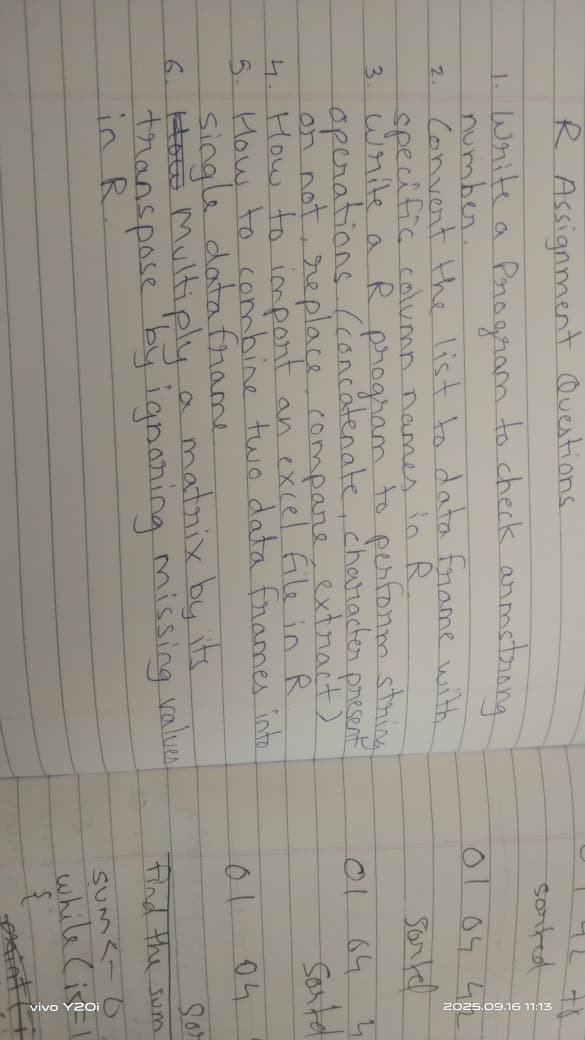 R Assignment Questions
1. Write a Program to check armstrong
number.
2. Convert the list to data frame with
specific column names in R.
3. Write a R program to perform string
operations (concatenate, character present
or not, replace, compare, extract)
4. How to import an excel file in R
5. How to combine two data frames into
single data frame
6. How Multiply a matrix by its
transpose by ignoring missing values
in R.
sorted
01 04 42
sorted
01 04 4
Sorted
01 04
Sor
find the sum
sum <- 0
while (i
{
print(i
2025.09.16 11:13
vivo Y20i